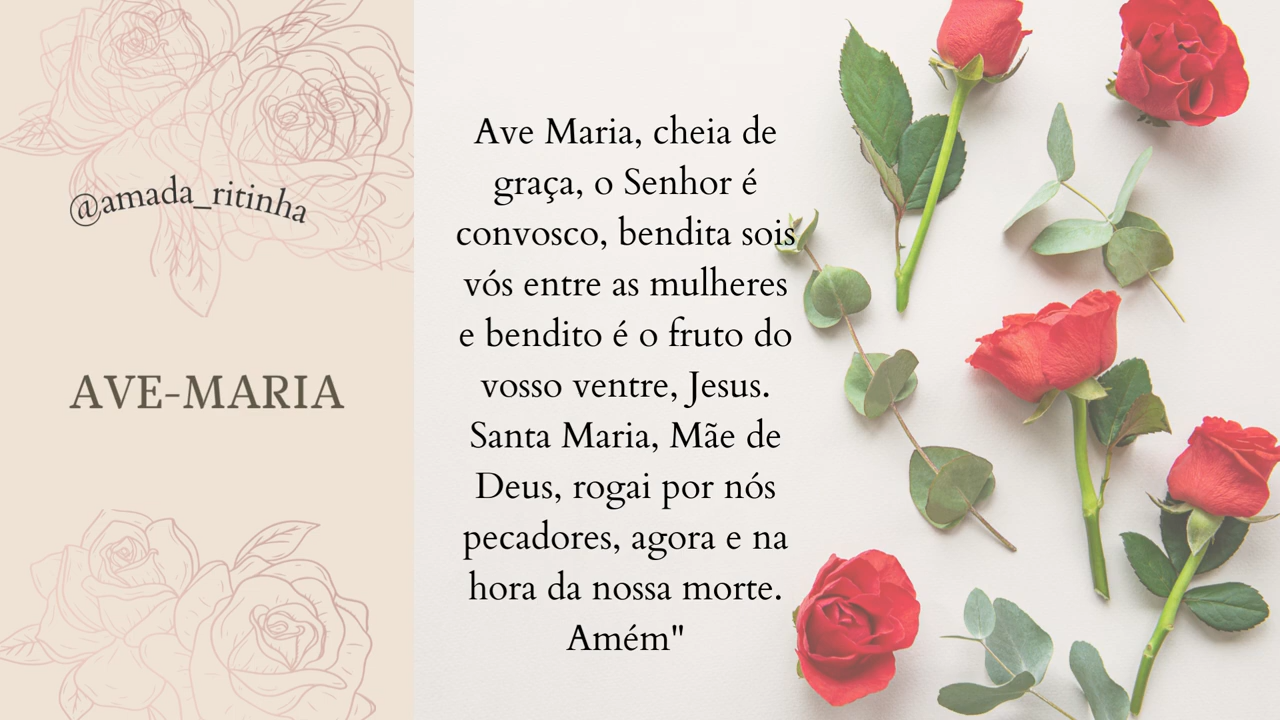 @amada_ritinha
AVE-MARIA
Ave Maria, cheia de
graça, o Senhor é
convosco, bendita sois
vós entre as mulheres
e bendito é o fruto do
vosso ventre, Jesus.
Santa Maria, Mãe de
Deus, rogai por nós
pecadores, agora e na
hora da nossa morte.
Amém"